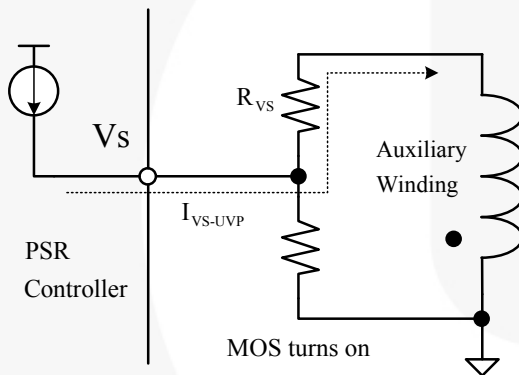 R_VS
Vs
Auxiliary
Winding
I_VS-UVP
PSR
Controller
MOS turns on